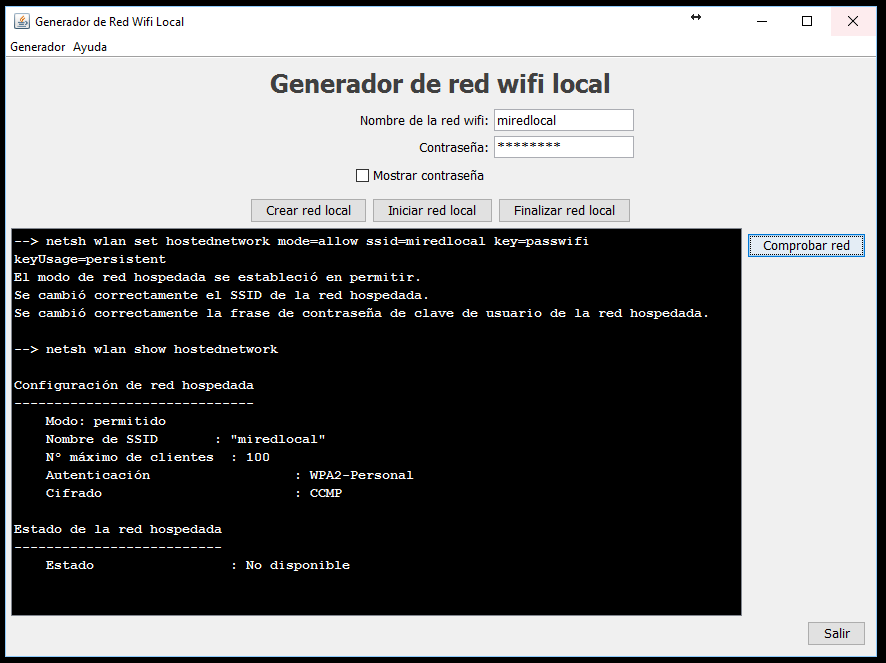 Generador de Red Wifi Local
Generador Ayuda
Generador de red wifi local
Nombre de la red wifi: miredlocal
Contraseña: ********
Mostrar contraseña
Crear red local Iniciar red local Finalizar red local
Comprobar red
--> netsh wlan set hostednetwork mode=allow ssid=miredlocal key=passwifi
keyUsage=persistent
El modo de red hospedada se estableció en permitir.
Se cambió correctamente el SSID de la red hospedada.
Se cambió correctamente la frase de contraseña de clave de usuario de la red hospedada.
--> netsh wlan show hostednetwork
Configuración de red hospedada
------------------------------
Modo: permitido
Nombre de SSID : "miredlocal"
N° máximo de clientes : 100
Autenticación : WPA2-Personal
Cifrado : CCMP
Estado de la red hospedada
--------------------------
Estado : No disponible
Salir